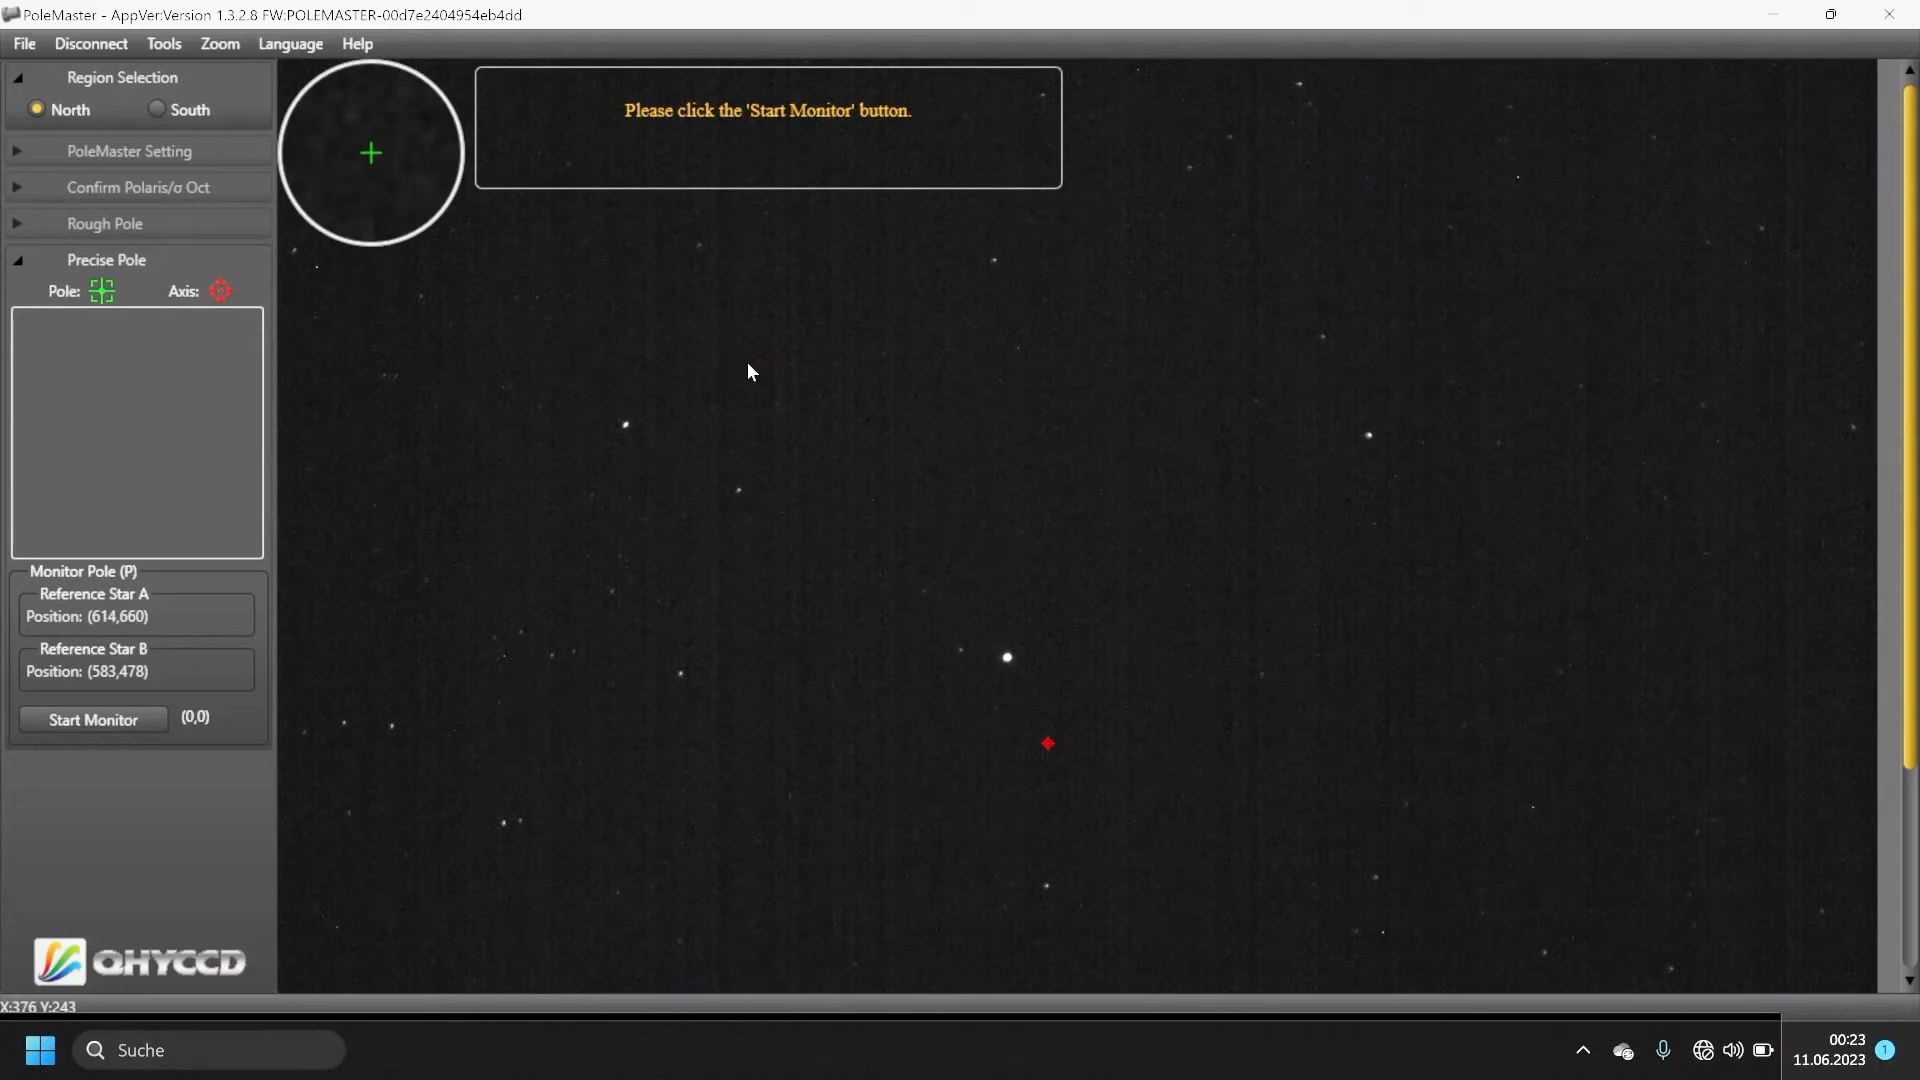 PoleMaster - AppVer:Version 1.3.2.8 FW:POLEMASTER-00d7e2404954eb4dd
File Disconnect Tools Zoom Language Help
Region Selection
North South
PoleMaster Setting
Confirm Polaris/σ Oct
Rough Pole
Precise Pole
Pole: Axis:
Monitor Pole (P)
Reference Star A
Position: (614,660)
Reference Star B
Position: (583,478)
Start Monitor (0,0)
QHYCCD
Please click the 'Start Monitor' button.
X:376 Y:243
Suche
00:23
11.06.2023
1